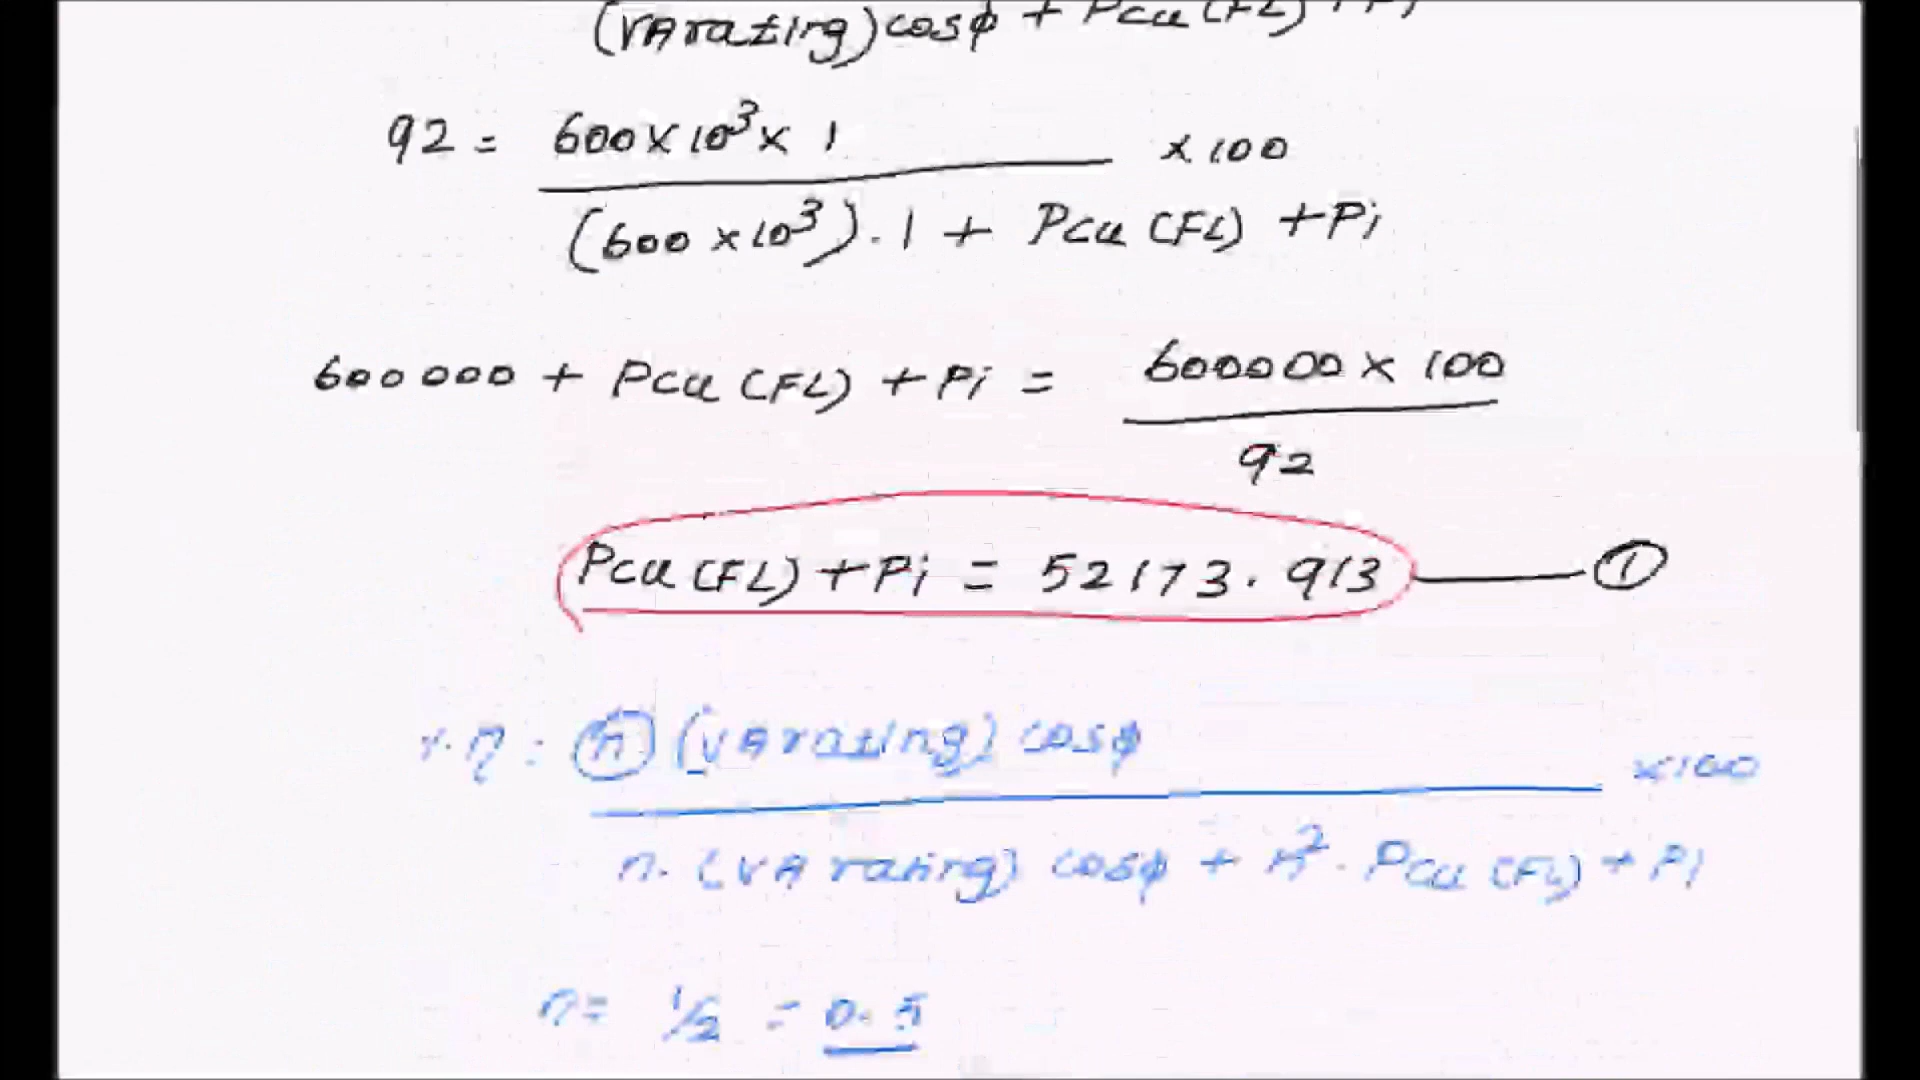 (VA rating) cosφ + Pcu (FL) + Pi
92 = 600 x 10³ x 1 x 100
(600 x 10³) . 1 + Pcu (FL) + Pi
600000 + Pcu (FL) + Pi = 600000 x 100
92
Pcu (FL) + Pi = 52173.913 ①
% η = n (VA rating) cosφ x 100
n. (VA rating) cosφ + n² . Pcu (FL) + Pi
n = 1/2 = 0.5